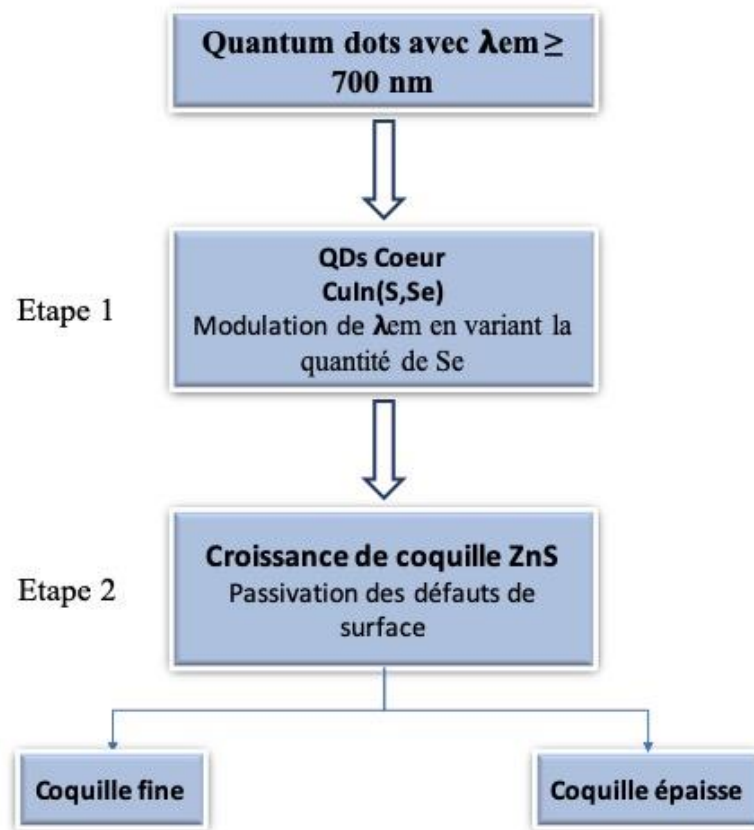 Quantum dots avec λem ≥
700 nm
Etape 1
QDs Coeur
CuIn(S,Se)
Modulation de λem en variant la
quantité de Se
Etape 2
Croissance de coquille ZnS
Passivation des défauts de
surface
Coquille fine
Coquille épaisse